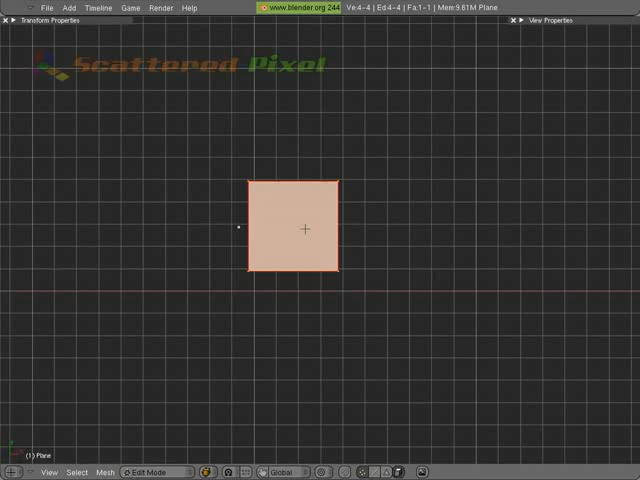 File Add Timeline Game Render Help www.blender.org 244 Ve:4-4 | Ed:4-4 | Fa:1-1 | Mem:9.61M Plane
Transform Properties View Properties
Scattered Pixel
(1) Plane
View Select Mesh Edit Mode Global